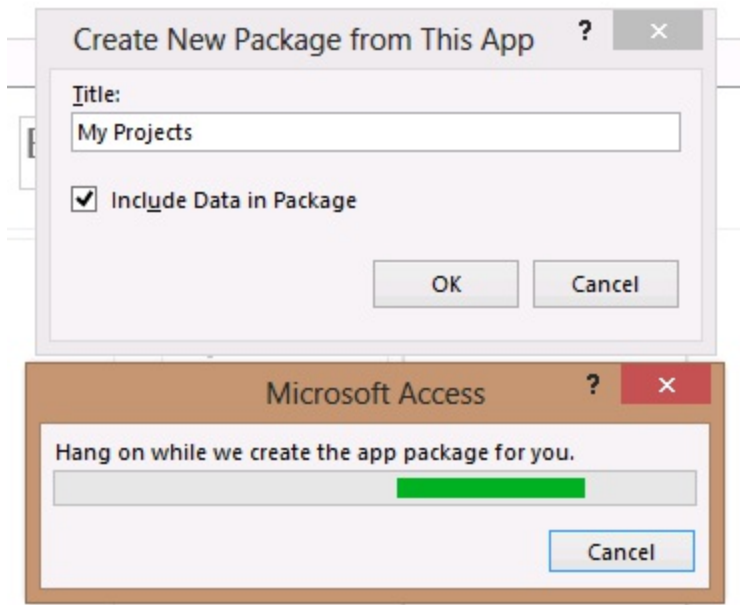 Create New Package from This App
Title:
My Projects
Include Data in Package
OK Cancel
Microsoft Access
Hang on while we create the app package for you.
Cancel